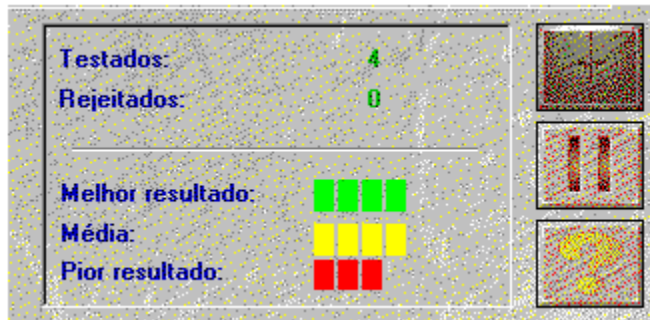 Testados: 4
Rejeitados: 0
Melhor resultado:
Média:
Pior resultado:
?